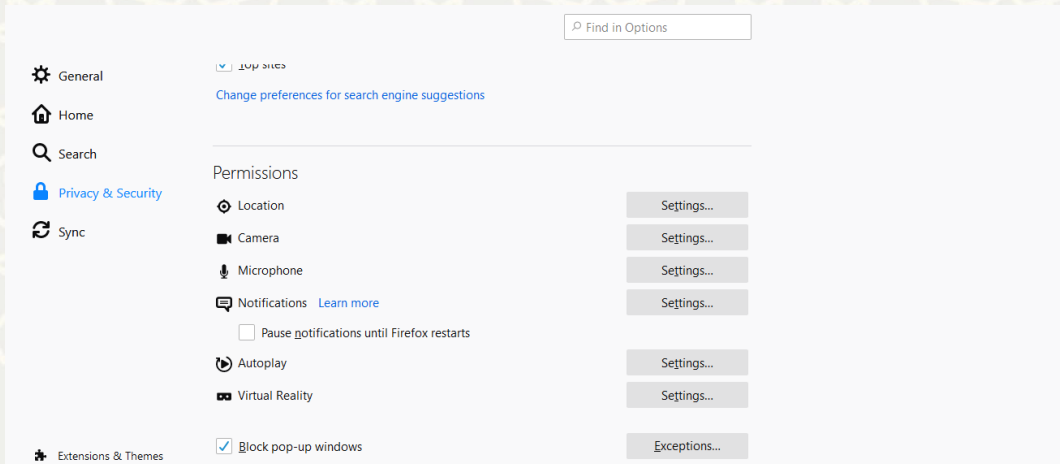 Find in Options
General
Home
Search
Privacy & Security
Sync
Extensions & Themes
Top sites
Change preferences for search engine suggestions
Permissions
Location Settings...
Camera Settings...
Microphone Settings...
Notifications Learn more Settings...
Pause notifications until Firefox restarts
Autoplay Settings...
Virtual Reality Settings...
Block pop-up windows Exceptions...